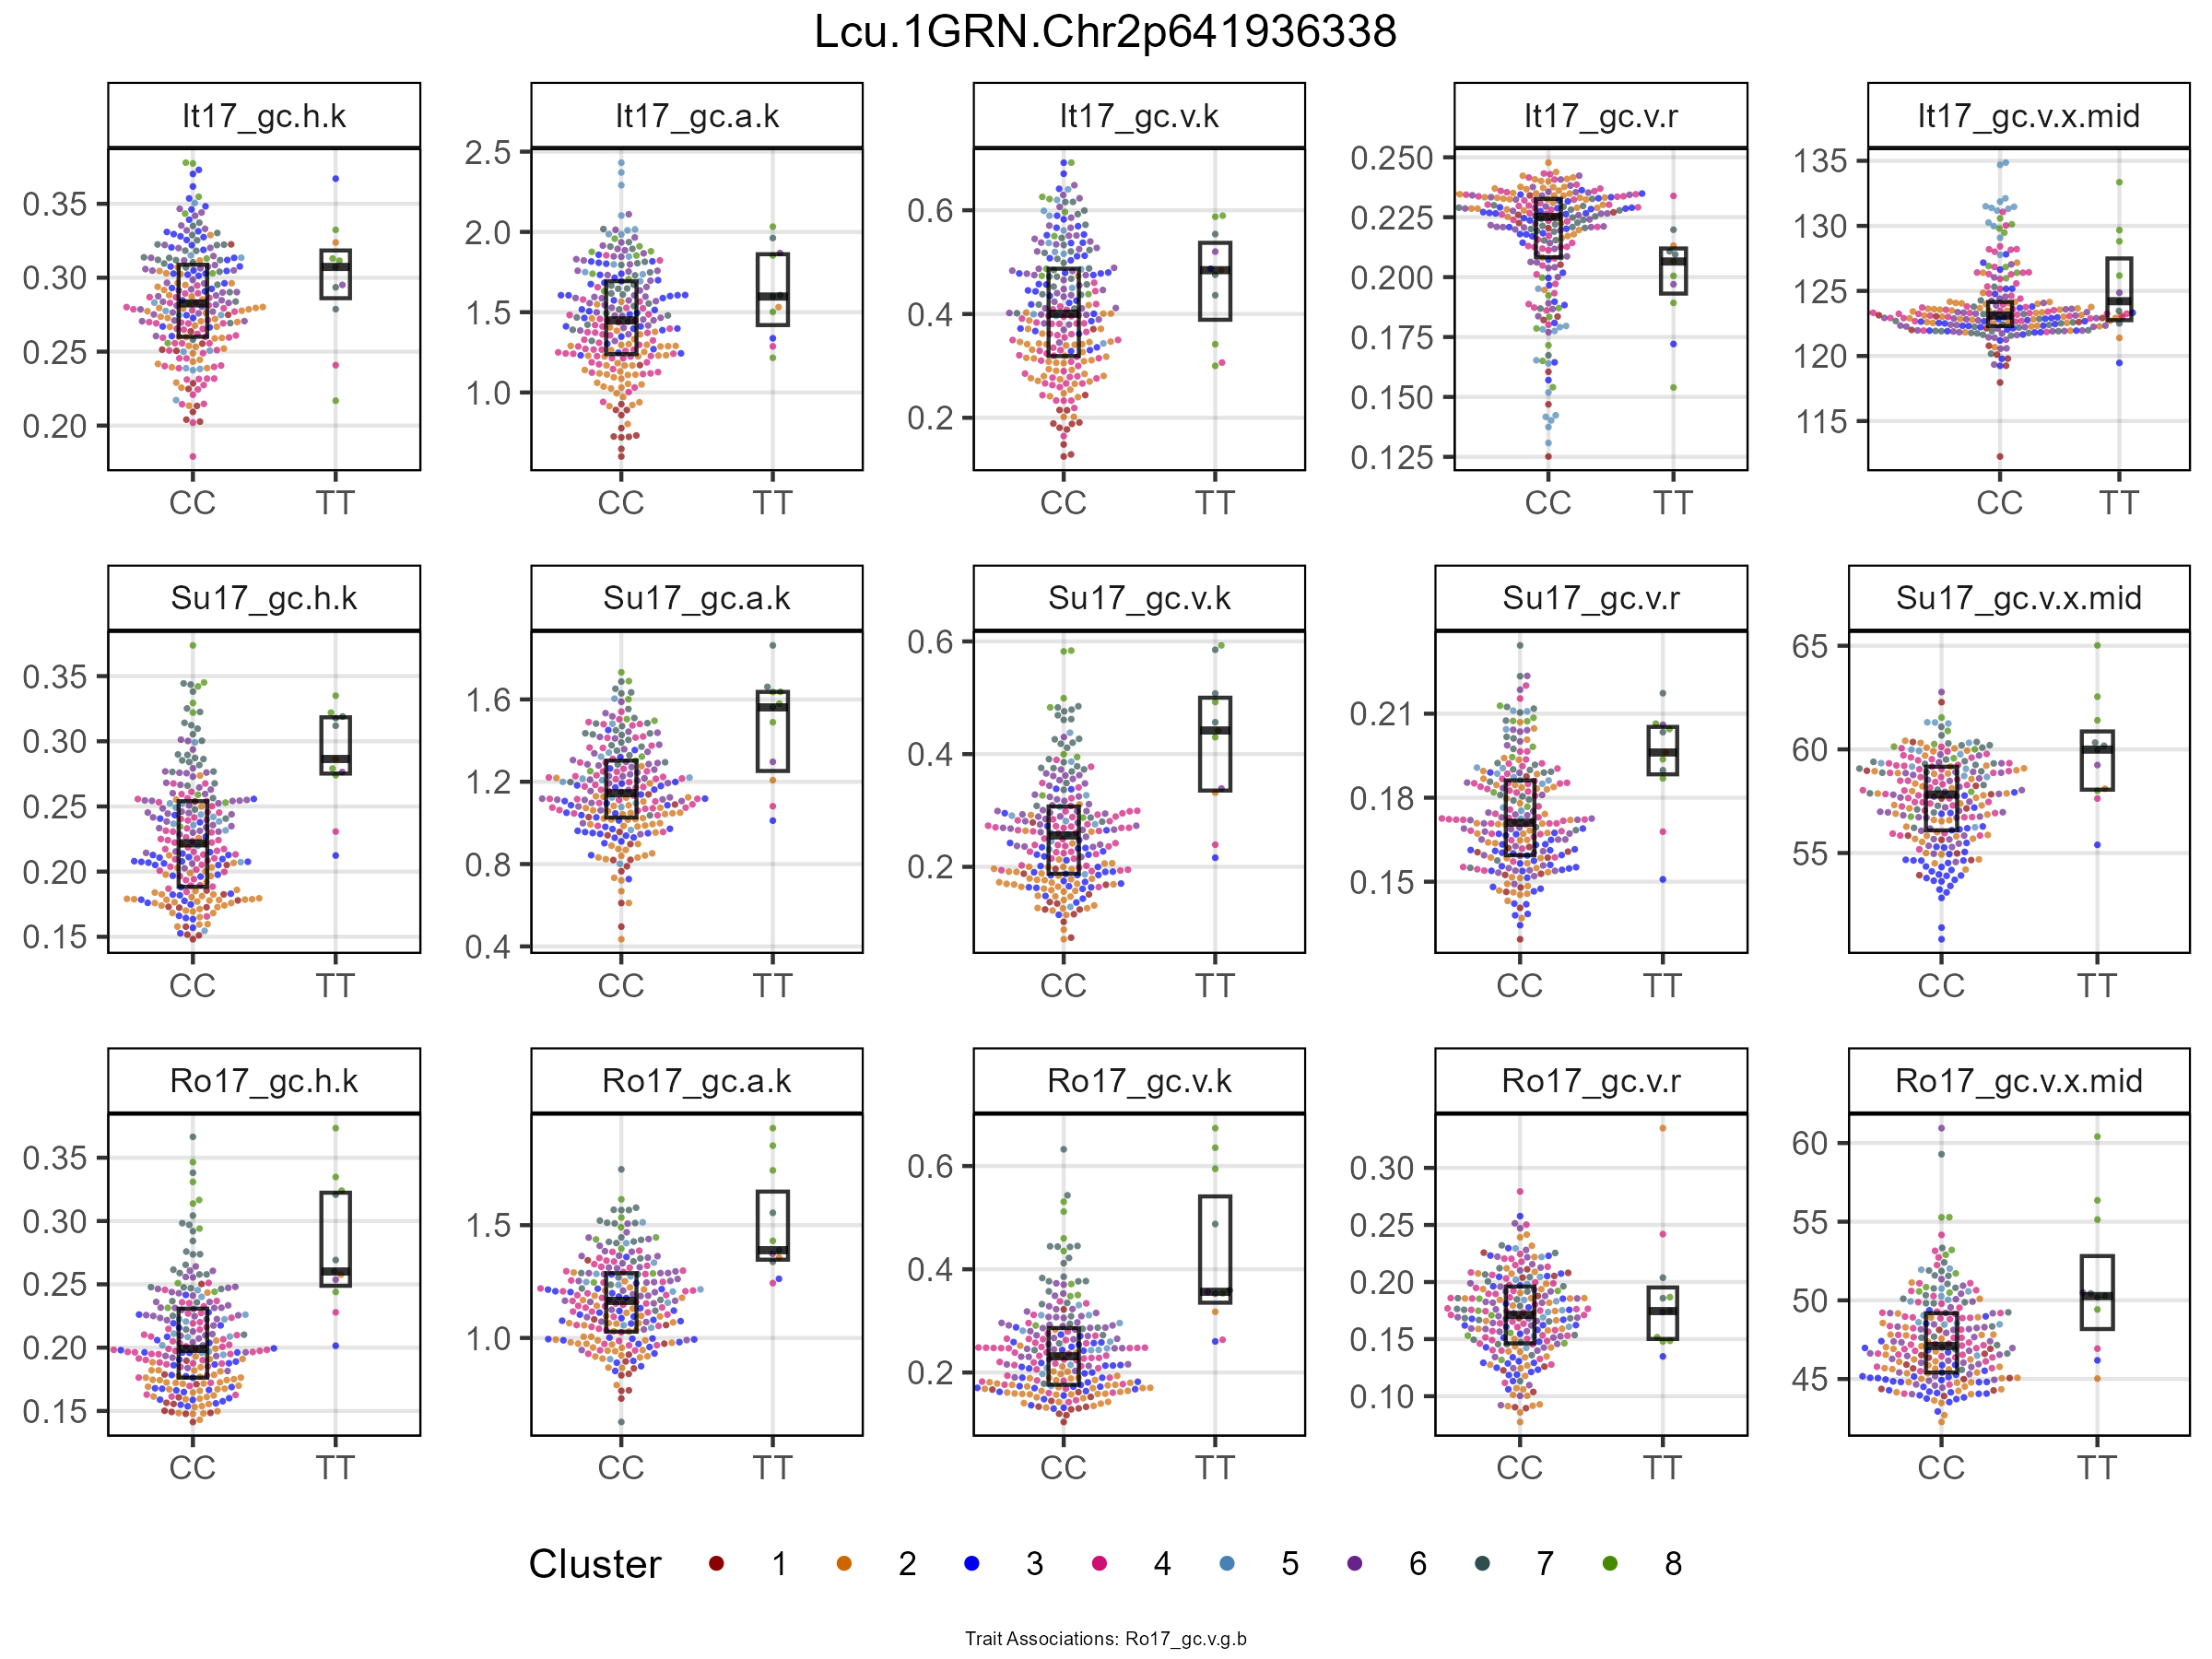 Lcu.1GRN.Chr2p641936338
It17_gc.h.k It17_gc.a.k It17_gc.v.k It17_gc.v.r It17_gc.v.x.mid
0.35 0.30 0.25 0.20
2.5 2.0 1.5 1.0
0.6 0.4 0.2
0.250 0.225 0.200 0.175 0.150 0.125
135 130 125 120 115
CC TT CC TT CC TT CC TT CC TT
Su17_gc.h.k Su17_gc.a.k Su17_gc.v.k Su17_gc.v.r Su17_gc.v.x.mid
0.35 0.30 0.25 0.20 0.15
1.6 1.2 0.8 0.4
0.6 0.4 0.2
0.21 0.18 0.15
65 60 55
CC TT CC TT CC TT CC TT CC TT
Ro17_gc.h.k Ro17_gc.a.k Ro17_gc.v.k Ro17_gc.v.r Ro17_gc.v.x.mid
0.35 0.30 0.25 0.20 0.15
1.5 1.0
0.6 0.4 0.2
0.30 0.25 0.20 0.15 0.10
60 55 50 45
CC TT CC TT CC TT CC TT CC TT
Cluster 1 2 3 4 5 6 7 8
Trait Associations: Ro17_gc.v.g.b